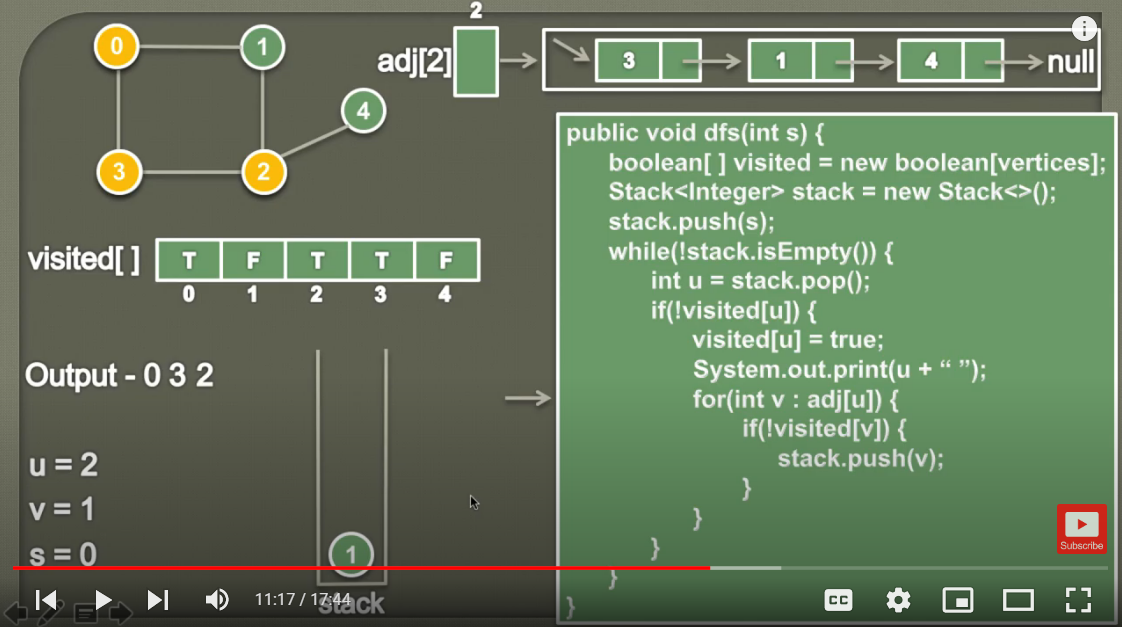 2
0 1
adj[2] 3 1 4 null
4
3 2
public void dfs(int s) {
boolean[ ] visited = new boolean[vertices];
Stack<Integer> stack = new Stack<>();
stack.push(s);
while(!stack.isEmpty()) {
int u = stack.pop();
if(!visited[u]) {
visited[u] = true;
System.out.print(u + “ ”);
for(int v : adj[u]) {
if(!visited[v]) {
stack.push(v);
}
}
}
}
}
visited[ ] T F T T F
0 1 2 3 4
Output - 0 3 2
u = 2
v = 1
s = 0
1
stack
Subscribe
11:17 / 17:44
CC